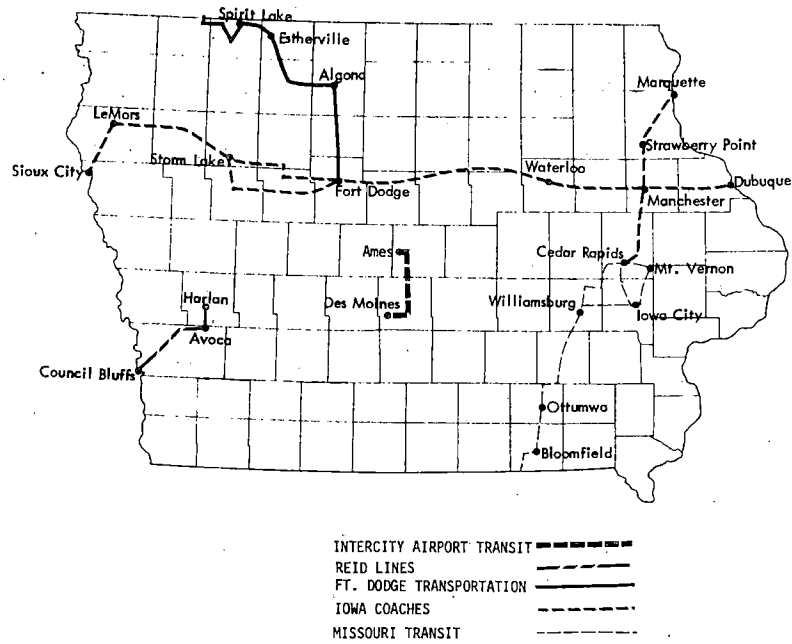 Spirit Lake
Estherville
Algona
Marquette
LeMars
Strawberry Point
Storm Lake
Waterloo
Sioux City
Dubuque
Fort Dodge
Manchester
Ames
Cedar Rapids
Mt. Vernon
Harlan
Des Moines
Williamsburg
Iowa City
Avoca
Council Bluffs
Ottumwa
Bloomfield
INTERCITY AIRPORT TRANSIT
REID LINES
FT. DODGE TRANSPORTATION
IOWA COACHES
MISSOURI TRANSIT